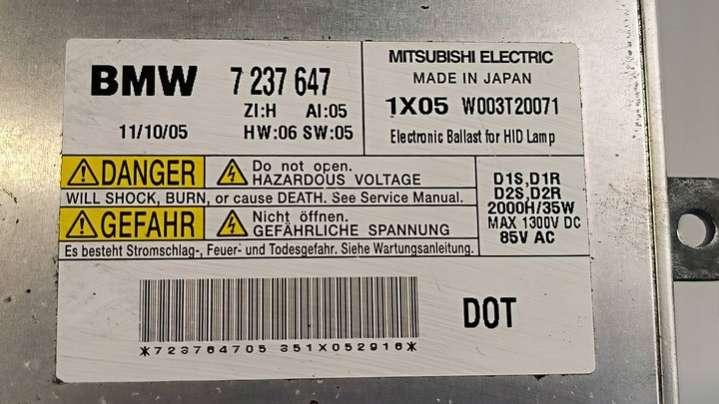 BMW 7 237 647
ZI:H AI:05
11/10/05 HW:06 SW:05
MITSUBISHI ELECTRIC
MADE IN JAPAN
1X05 W003T20071
Electronic Ballast for HID Lamp
DANGER
Do not open.
HAZARDOUS VOLTAGE
WILL SHOCK, BURN, or cause DEATH. See Service Manual.
GEFAHR
Nicht öffnen.
GEFÄHRLICHE SPANNUNG
Es besteht Stromschlag-, Feuer- und Todesgefahr. Siehe Wartungsanleitung.
D1S,D1R
D2S,D2R
2000H/35W
MAX 1300V DC
85V AC
*723764705 351X052916*
DOT